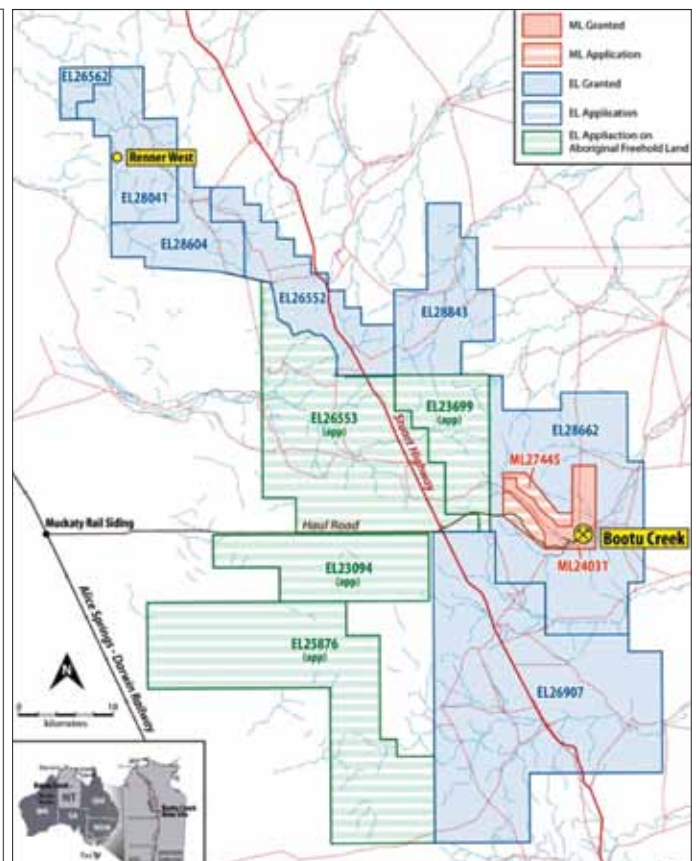 ML Granted
ML Application
EL Granted
EL Application
EL Appliaction on
Aboriginal Freehold Land
EL26562
Renner West
EL28041
EL28604
EL26552
EL28843
EL26553
(app)
EL23699
(app)
Stuart Highway
EL28662
ML27445
Bootu Creek
ML24031
Muckaty Rail Siding
Haul Road
EL23094
(app)
Alice Springs - Darwin Railway
EL25876
(app)
EL26907
N
0
10
kilometres
NT